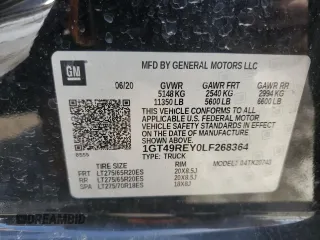 GM
MFD BY GENERAL MOTORS LLC
06/20 GVWR GAWR FRT GAWR RR
5148 KG 2540 KG 2994 KG
11350 LB 5600 LB 6600 LB
THIS VEHICLE CONFORMS TO ALL APPLICABLE
U.S. FEDERAL MOTOR VEHICLE SAFETY
STANDARDS IN EFFECT ON THE DATE OF
MANUFACTURE SHOWN ABOVE.
1GT49REY0LF268364
TYPE: TRUCK MODEL:
TIRE SIZE RIM
FRT LT275/65R20ES 20X8.5J
RR LT275/65R20ES 20X8.5J
SPA LT275/70R18ES 18X8J
IDEARBID